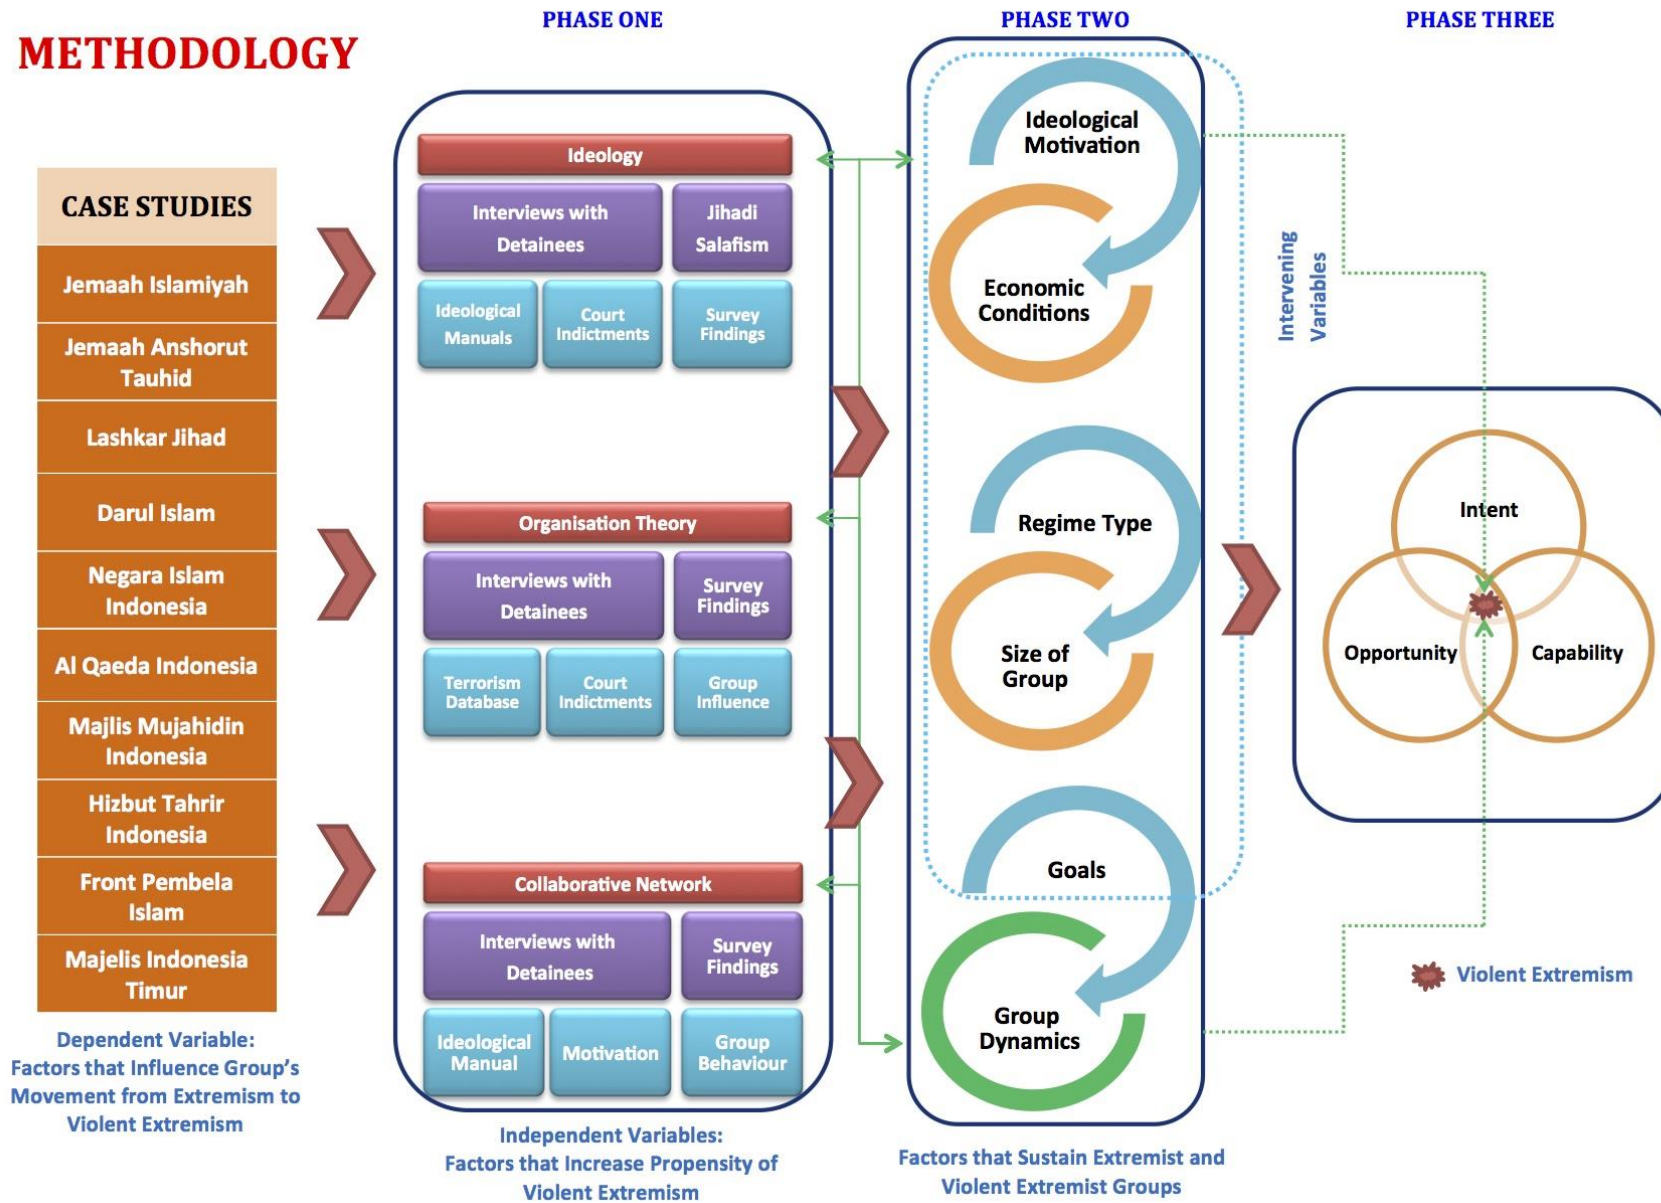 METHODOLOGY
PHASE ONE
PHASE TWO
PHASE THREE
CASE STUDIES
Jemaah Islamiyah
Jemaah Anshorut
Tauhid
Lashkar Jihad
Darul Islam
Negara Islam
Indonesia
Al Qaeda Indonesia
Majlis Mujahidin
Indonesia
Hizbut Tahrir
Indonesia
Front Pembela
Islam
Majelis Indonesia
Timur
Dependent Variable:
Factors that Influence Group’s
Movement from Extremism to
Violent Extremism
Ideology
Interviews with
Detainees
Jihadi
Salafism
Ideological
Manuals
Court
Indictments
Survey
Findings
Organisation Theory
Interviews with
Detainees
Survey
Findings
Terrorism
Database
Court
Indictments
Group
Influence
Collaborative Network
Interviews with
Detainees
Survey
Findings
Ideological
Manual
Motivation
Group
Behaviour
Independent Variables:
Factors that Increase Propensity of
Violent Extremism
Ideological
Motivation
Economic
Conditions
Regime Type
Size of
Group
Goals
Group
Dynamics
Factors that Sustain Extremist and
Violent Extremist Groups
Intervening
Variables
Intent
Opportunity
Capability
Violent Extremism